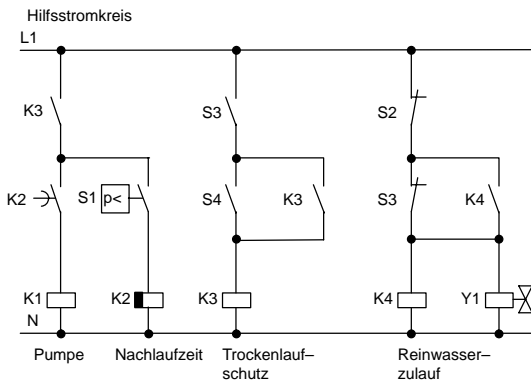 Hilfsstromkreis
L1
K3 S3 S2
K2 S1 p< S4 K3 S3 K4
K1 K2 K3 K4 Y1
N
Pumpe Nachlaufzeit Trockenlauf– Reinwasser–
schutz zulauf